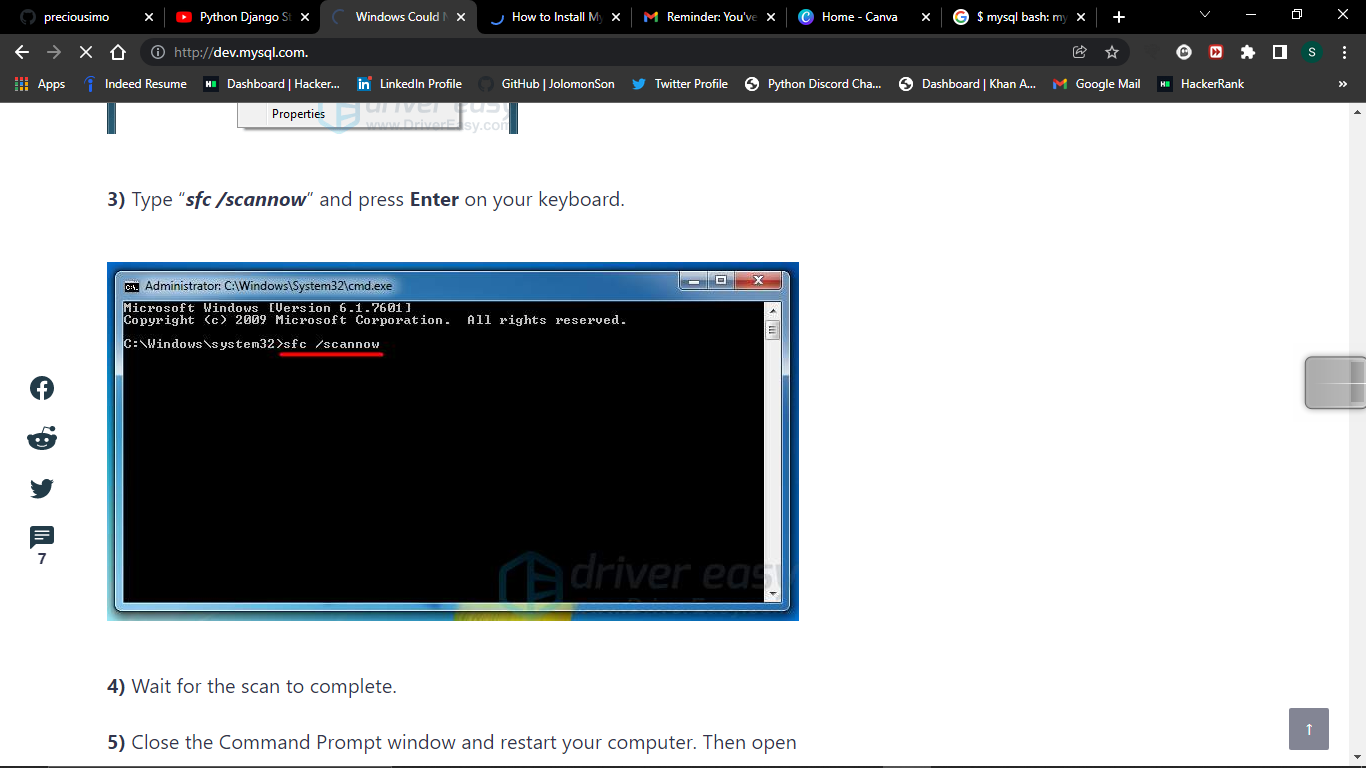 preciousimo
Python Django St
Windows Could N
How to Install My
Reminder: You've
Home - Canva
$ mysql bash: my
http://dev.mysql.com.
S
Apps
Indeed Resume
Dashboard | Hacker...
LinkedIn Profile
GitHub | JolomonSon
Twitter Profile
Python Discord Cha...
Dashboard | Khan A...
Google Mail
HackerRank
»
Properties
driver easy
www.DriverEasy.com
3) Type “sfc /scannow” and press Enter on your keyboard.
Administrator: C:\Windows\System32\cmd.exe
Microsoft Windows [Version 6.1.7601]
Copyright (c) 2009 Microsoft Corporation. All rights reserved.
C:\Windows\system32>sfc /scannow
driver easy
7
4) Wait for the scan to complete.
5) Close the Command Prompt window and restart your computer. Then open